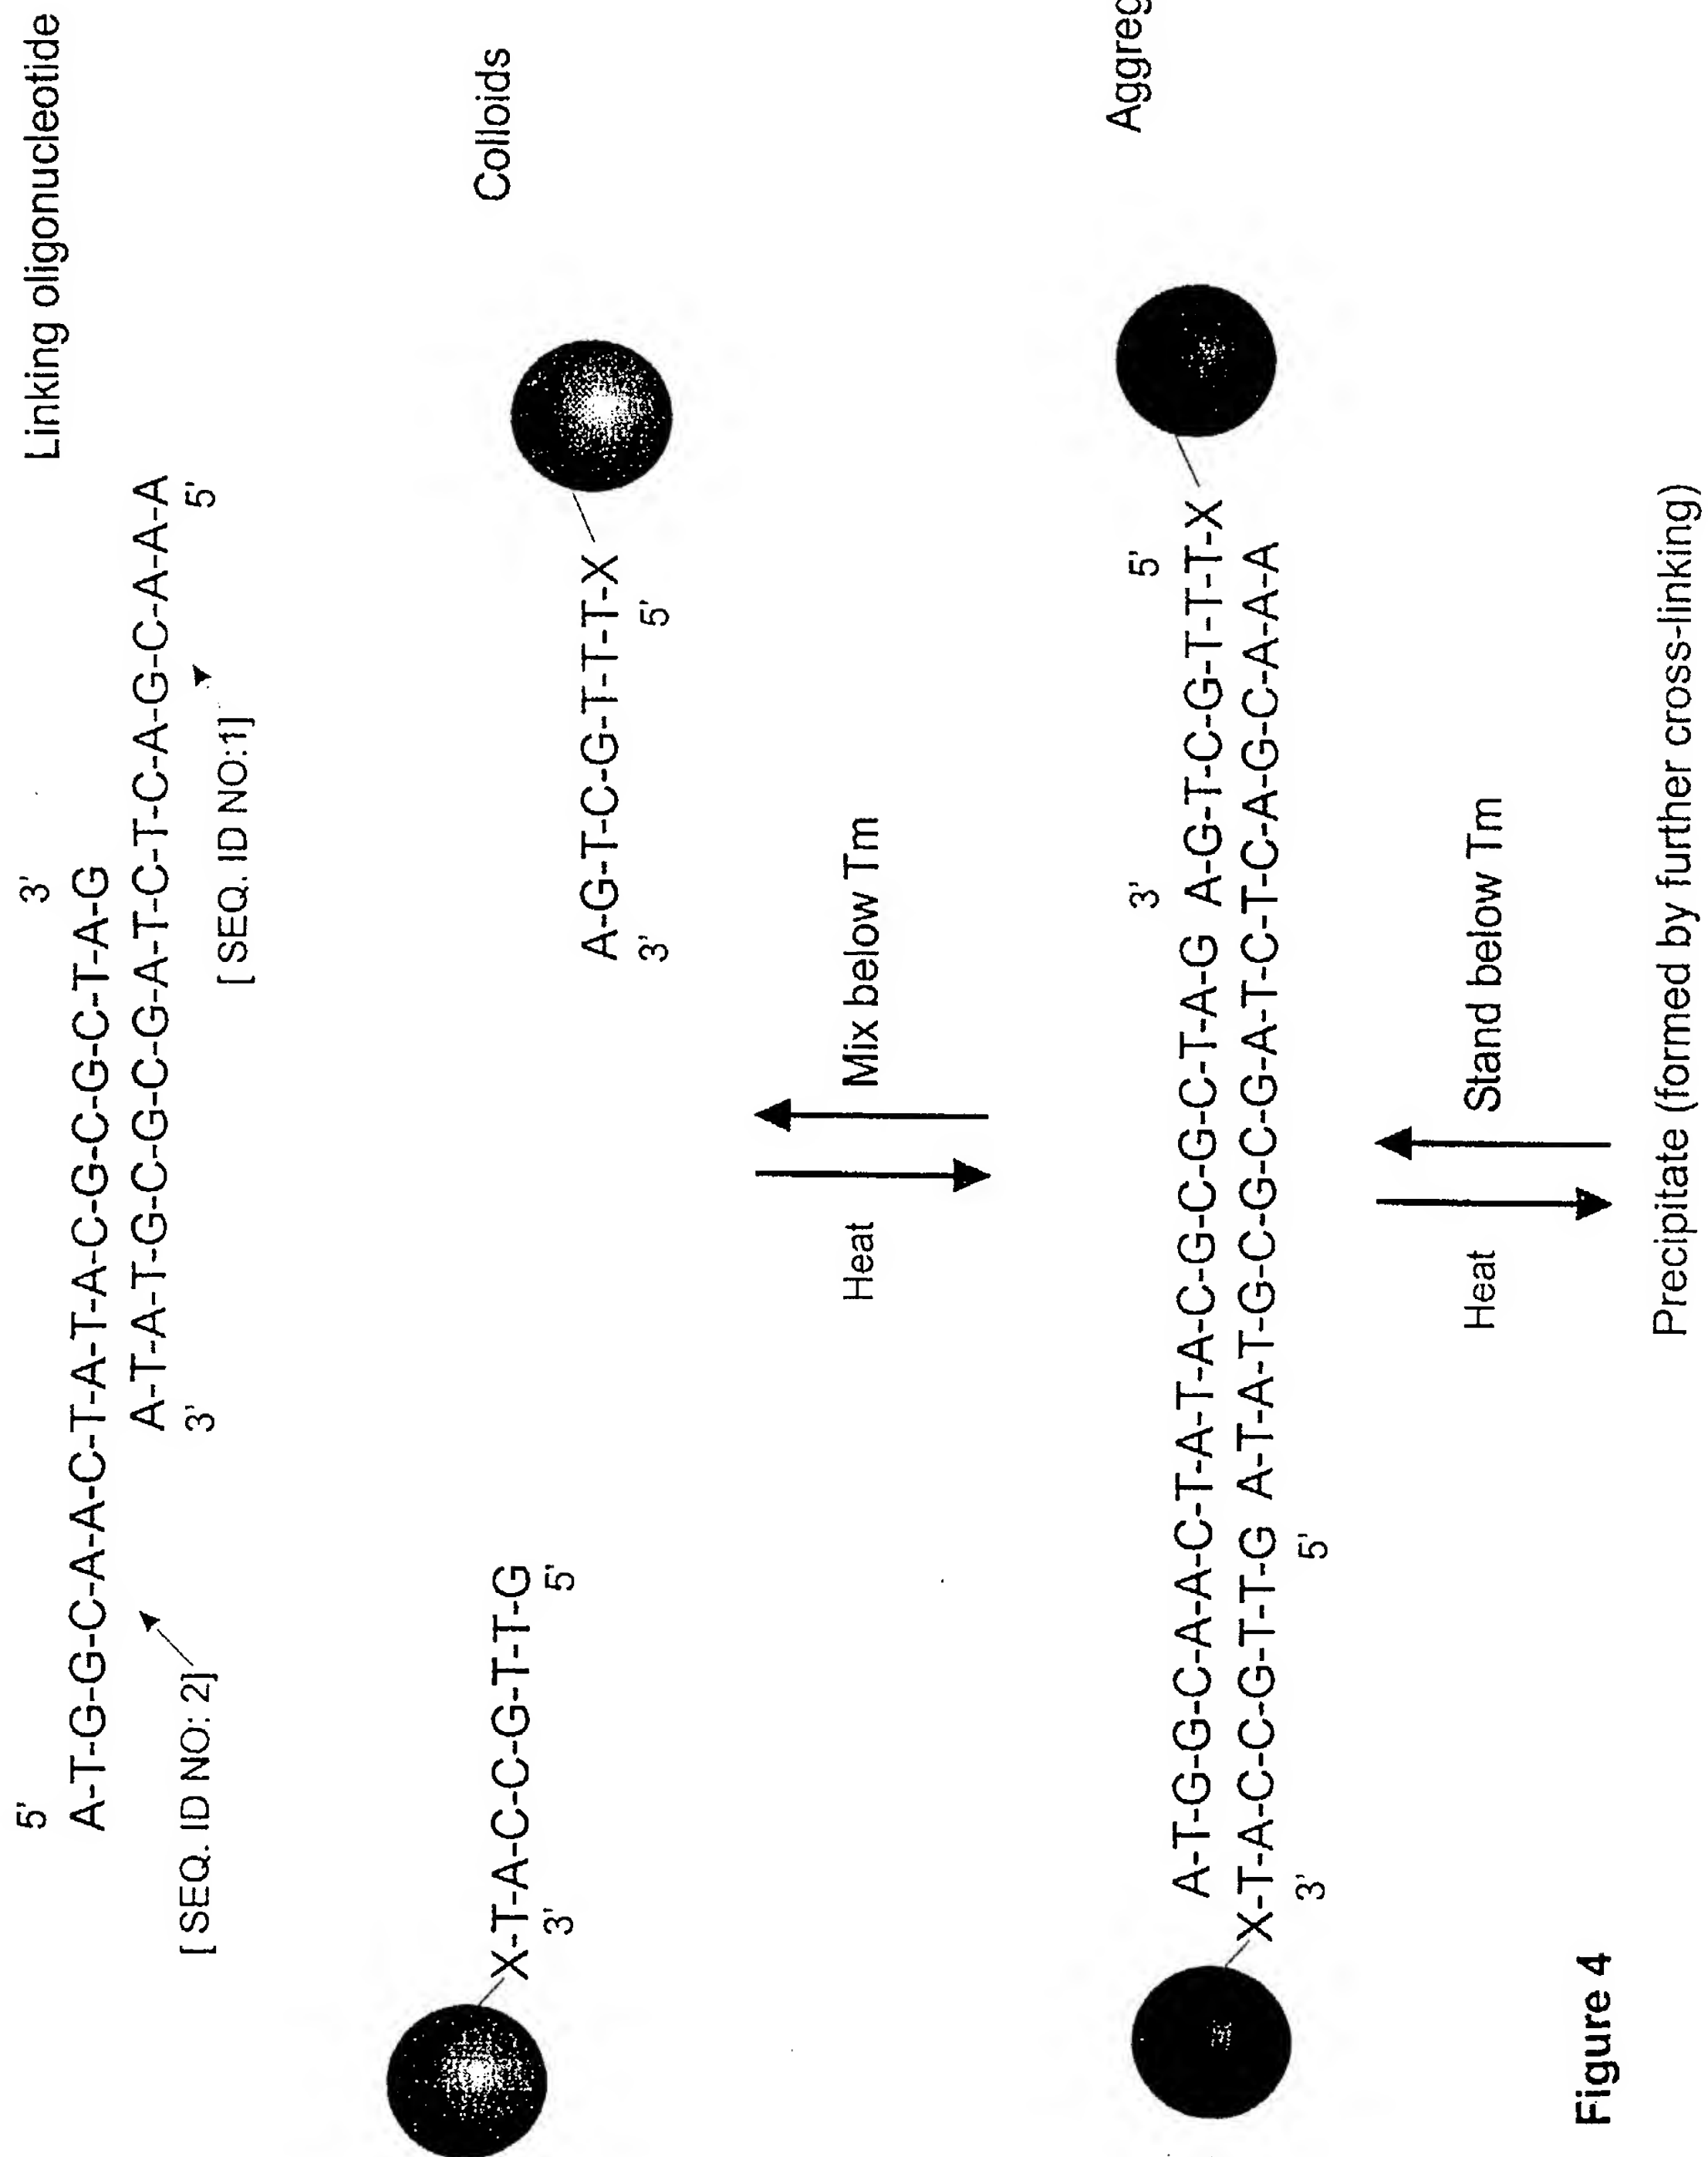 Linking oligonucleotide
5' 3'
A-T-G-G-C-A-A-C-T-A-T-A-C-G-C-G-C-T-A-G
A-T-A-T-G-C-G-C-G-A-T-C-T-C-A-G-C-A-A-A
3' 5'
[ SEQ. ID NO: 2]
[ SEQ. ID NO:1]
Colloids
X-T-A-C-C-G-T-T-G
3' 5'
A-G-T-C-G-T-T-T-X
3' 5'
Heat Mix below Tm
Aggreg
3' 5'
A-T-G-G-C-A-A-C-T-A-T-A-C-G-C-G-C-T-A-G A-G-T-C-G-T-T-T-X
X-T-A-C-C-G-T-T-G A-T-A-T-G-C-G-C-G-A-T-C-T-C-A-G-C-A-A-A
3' 5'
Heat Stand below Tm
Precipitate (formed by further cross-linking)
Figure 4